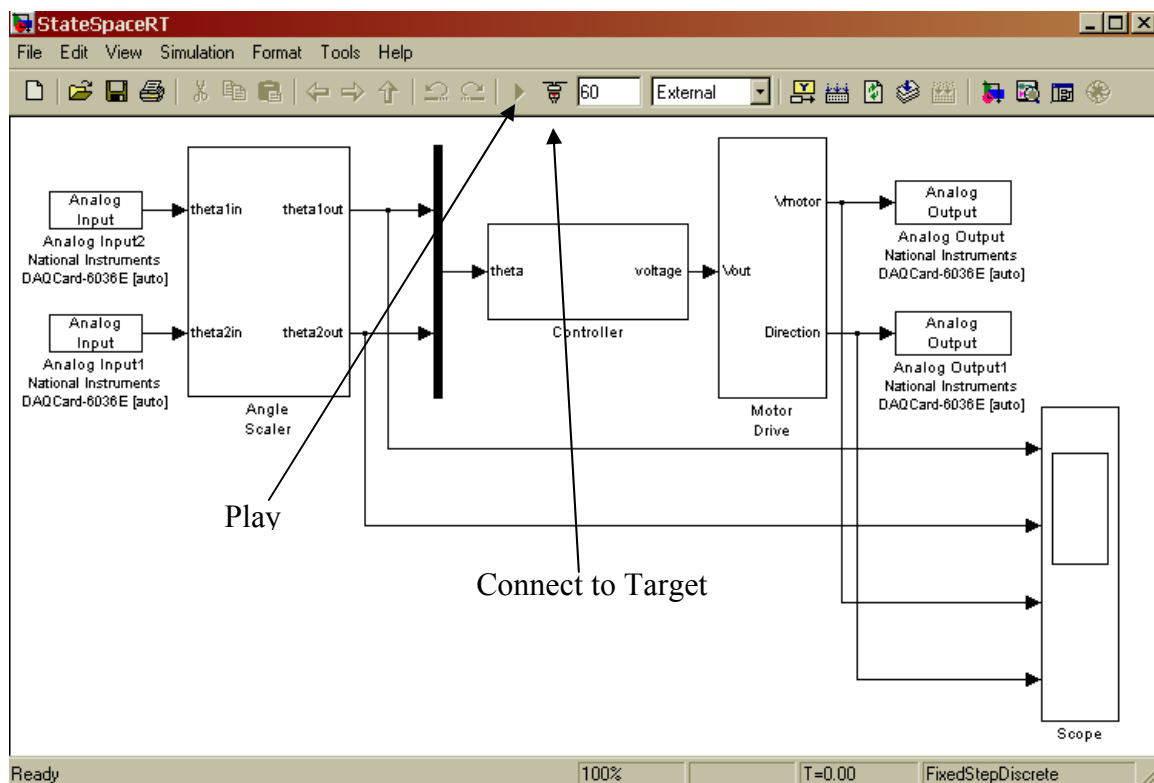 StateSpaceRT
File Edit View Simulation Format Tools Help
60 External
Analog
Input
Analog Input2
National Instruments
DAQCard-6036E [auto]
Analog
Input
Analog Input1
National Instruments
DAQCard-6036E [auto]
theta1in theta1out
theta2in theta2out
Angle
Scaler
theta voltage
Controller
Vmotor
Vout
Direction
Motor
Drive
Analog
Output
Analog Output
National Instruments
DAQCard-6036E [auto]
Analog
Output
Analog Output1
National Instruments
DAQCard-6036E [auto]
Play
Connect to Target
Scope
Ready 100% T=0.00 FixedStepDiscrete